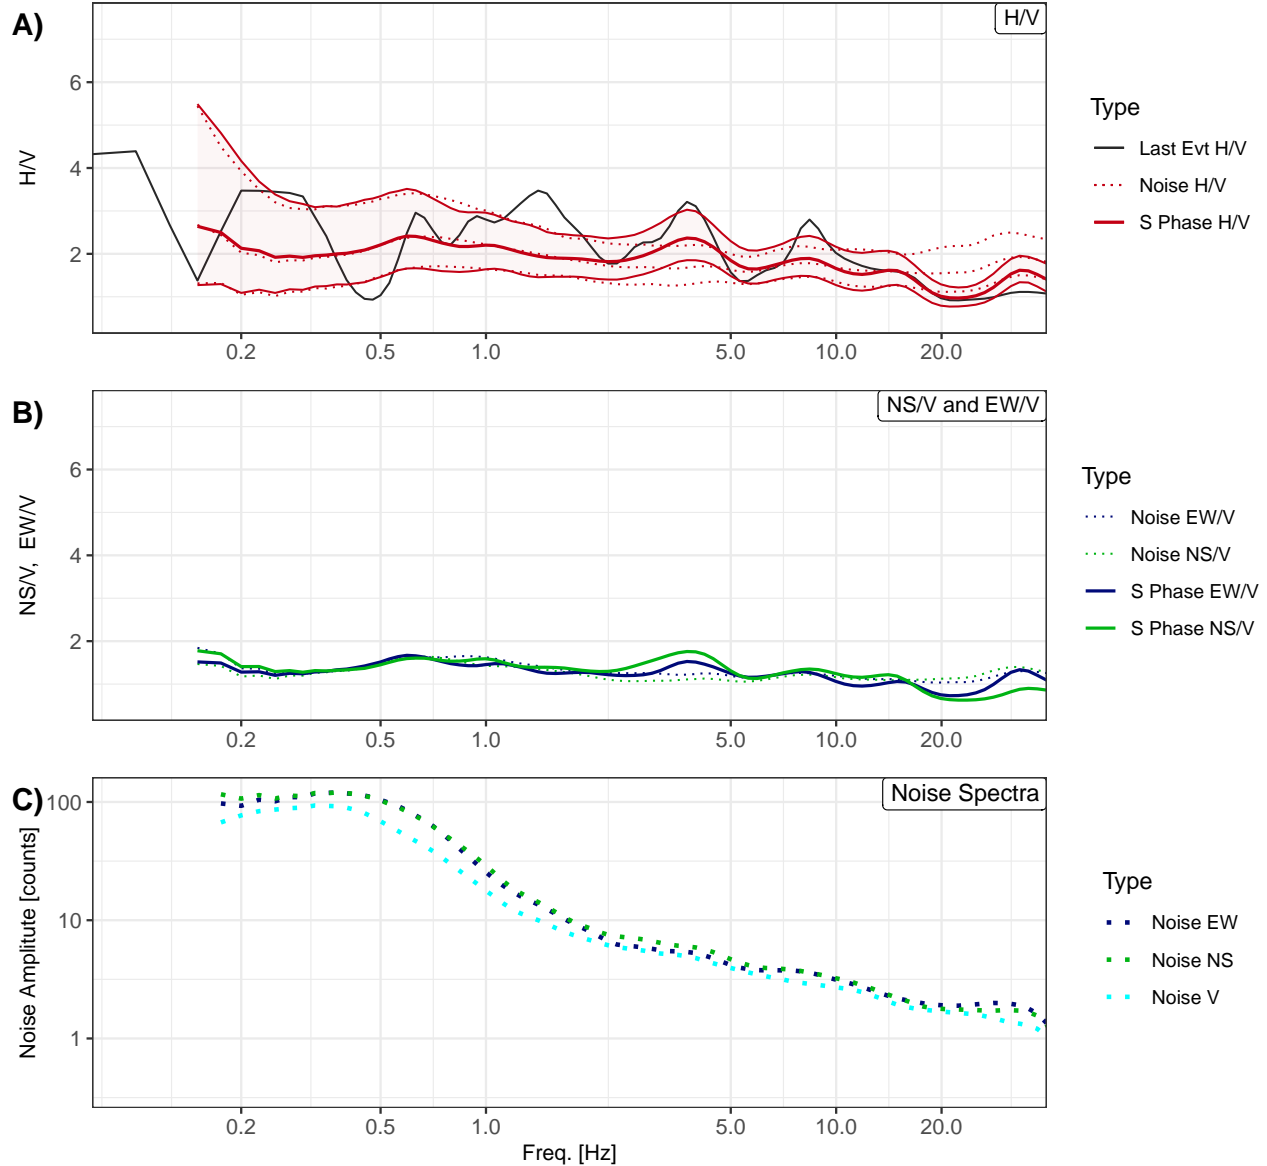 A)
H/V
6
4
2
H/V
0.2 0.5 1.0 5.0 10.0 20.0
Type
Last Evt H/V
Noise H/V
S Phase H/V
B)
NS/V and EW/V
6
4
2
NS/V, EW/V
0.2 0.5 1.0 5.0 10.0 20.0
Type
Noise EW/V
Noise NS/V
S Phase EW/V
S Phase NS/V
C)
Noise Spectra
100
10
1
Noise Amplitute [counts]
0.2 0.5 1.0 5.0 10.0 20.0
Freq. [Hz]
Type
Noise EW
Noise NS
Noise V